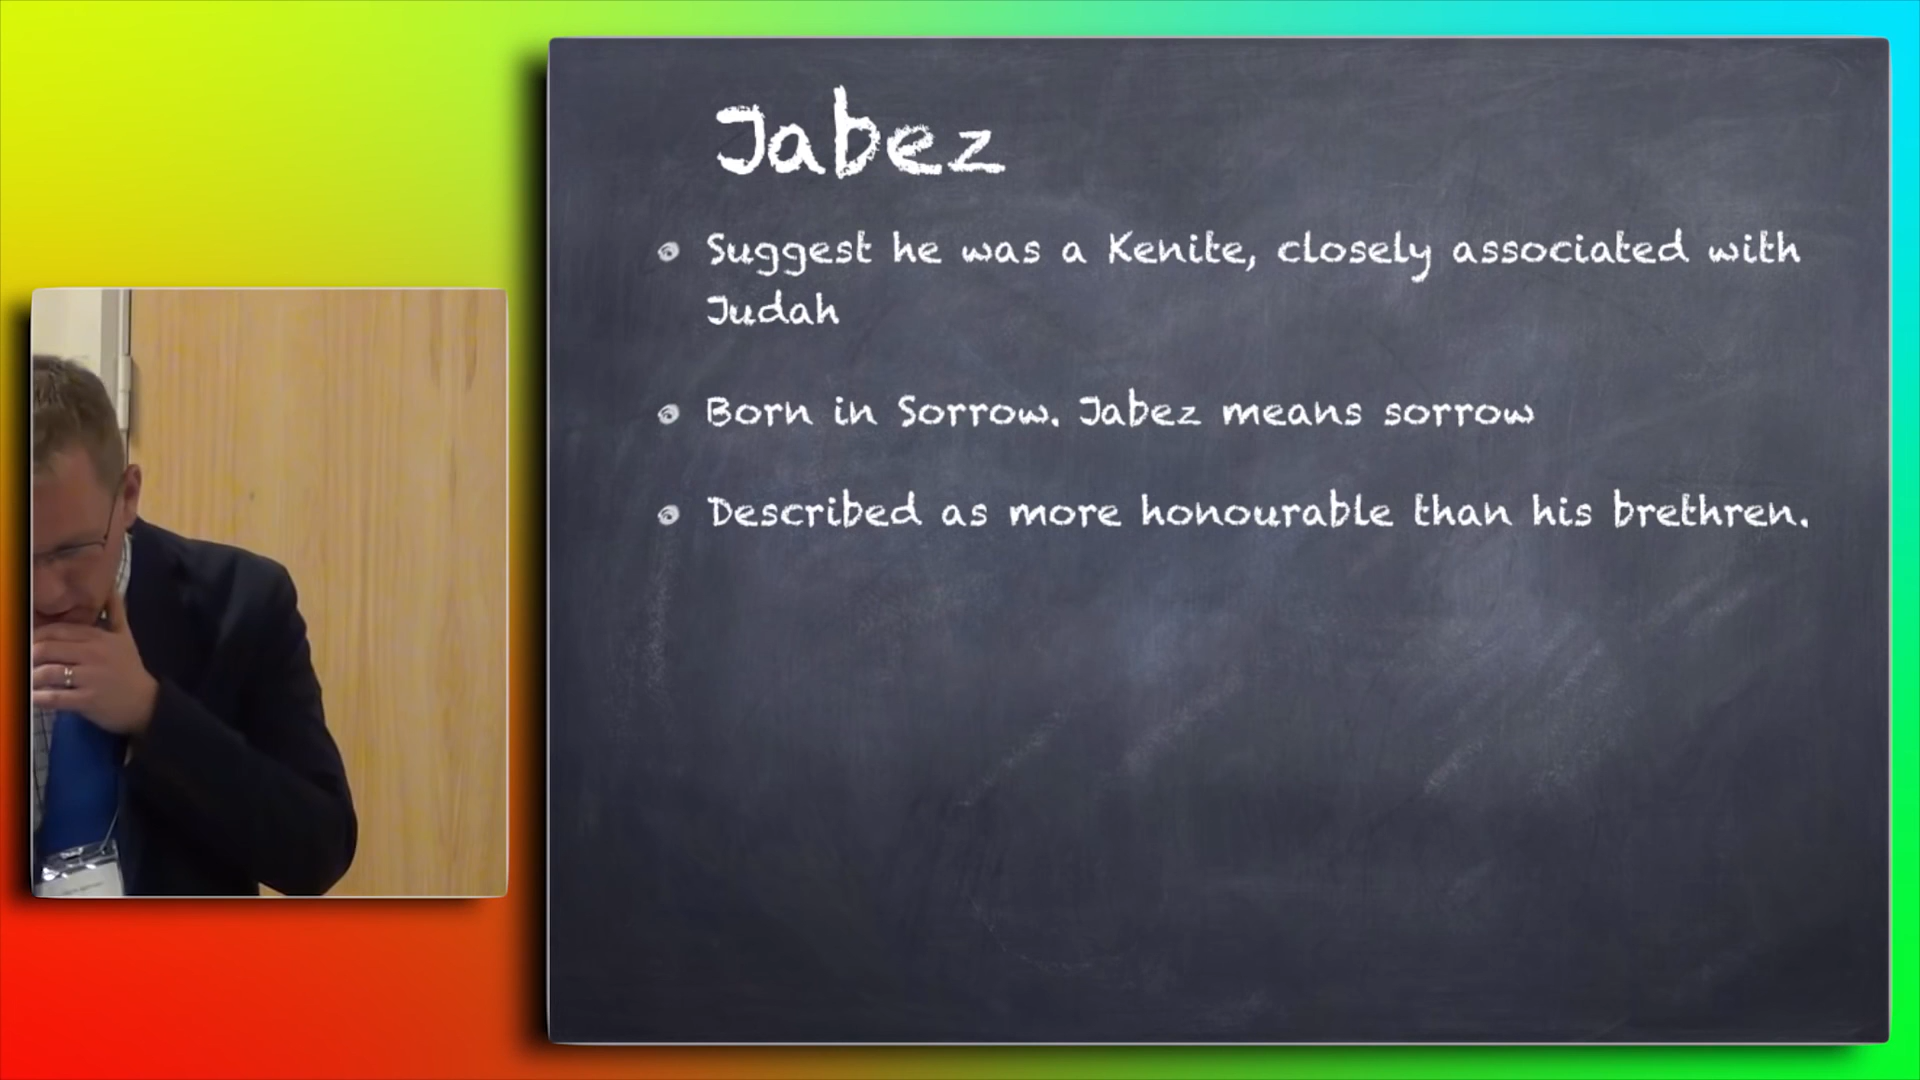 Jabez
Suggest he was a Kenite, closely associated with
Judah
Born in Sorrow. Jabez means sorrow
Described as more honourable than his brethren.